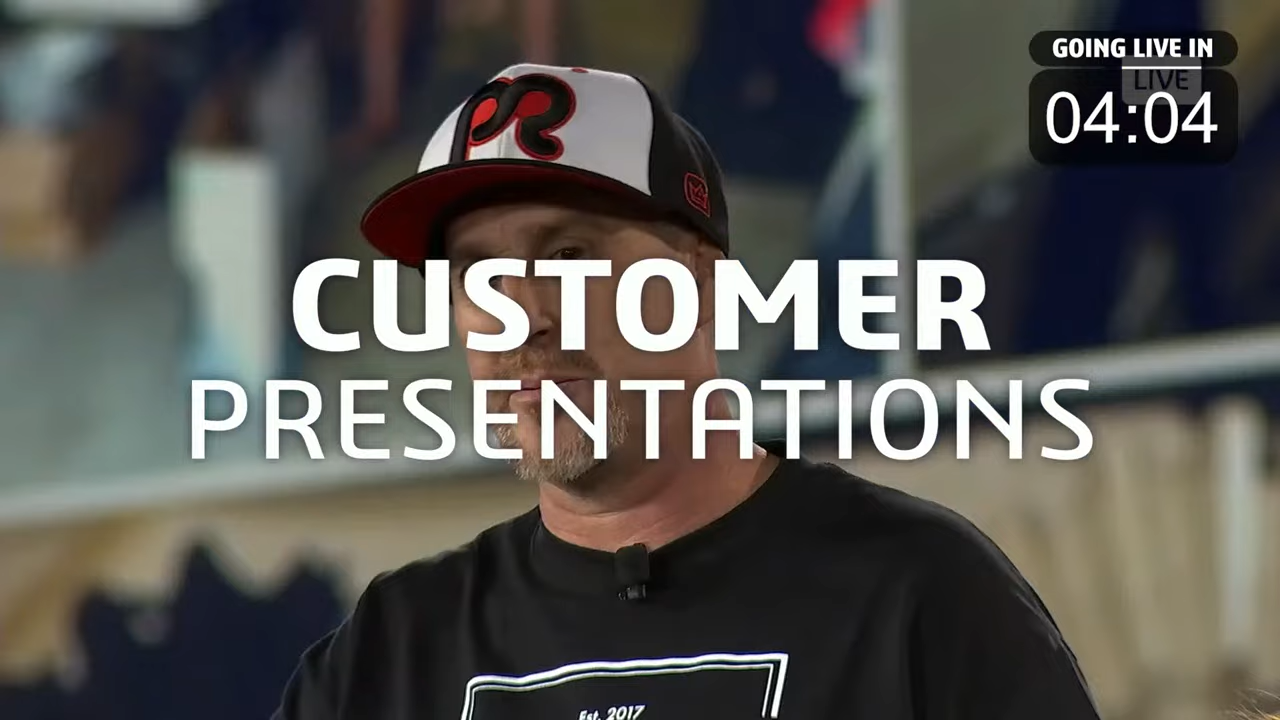 GOING LIVE IN
LIVE
04:04
CUSTOMER
PRESENTATIONS
Est. 2017